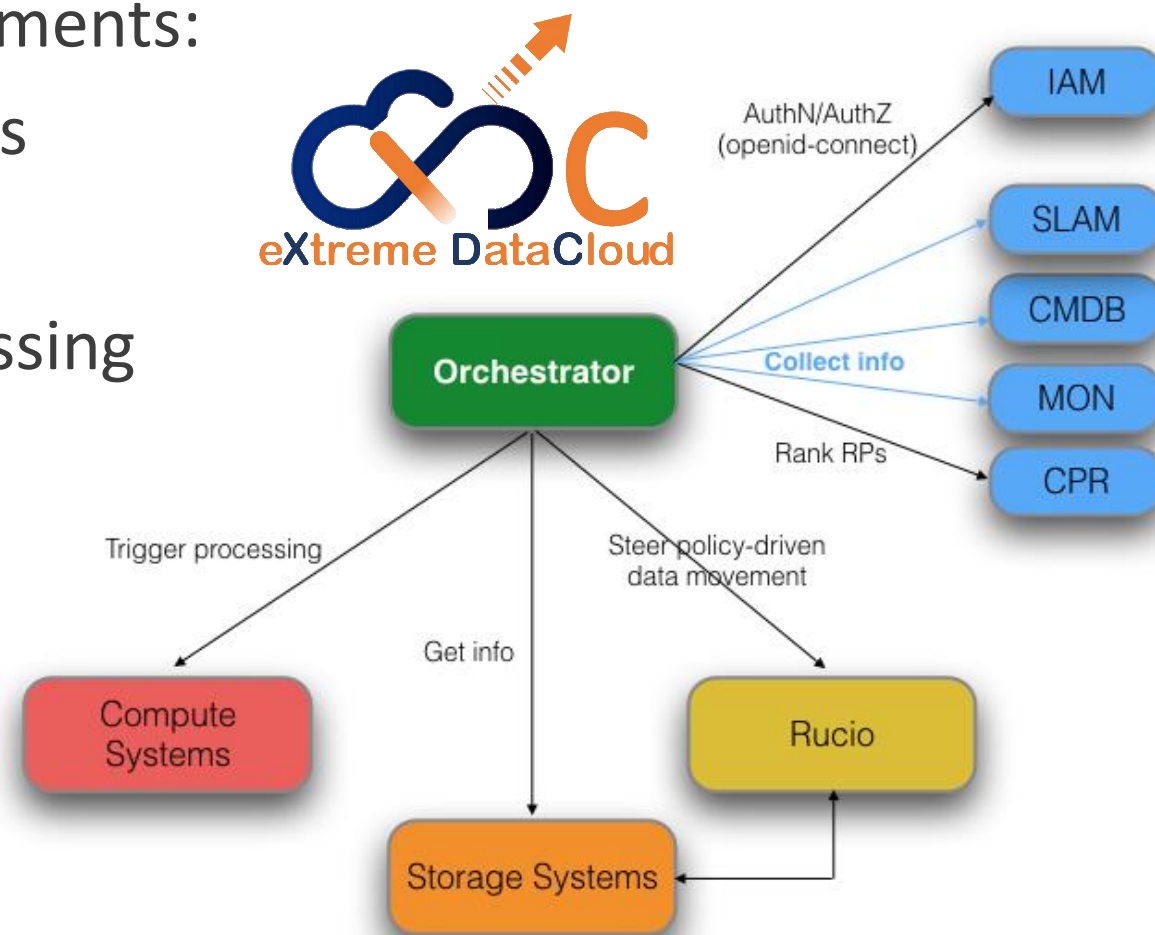 ments:
s
ssing
C
eXtreme DataCloud
IAM
AuthN/AuthZ
(openid-connect)
SLAM
CMDB
Collect info
MON
Rank RPs
CPR
Orchestrator
Trigger processing
Steer policy-driven
data movement
Get info
Compute
Systems
Rucio
Storage Systems